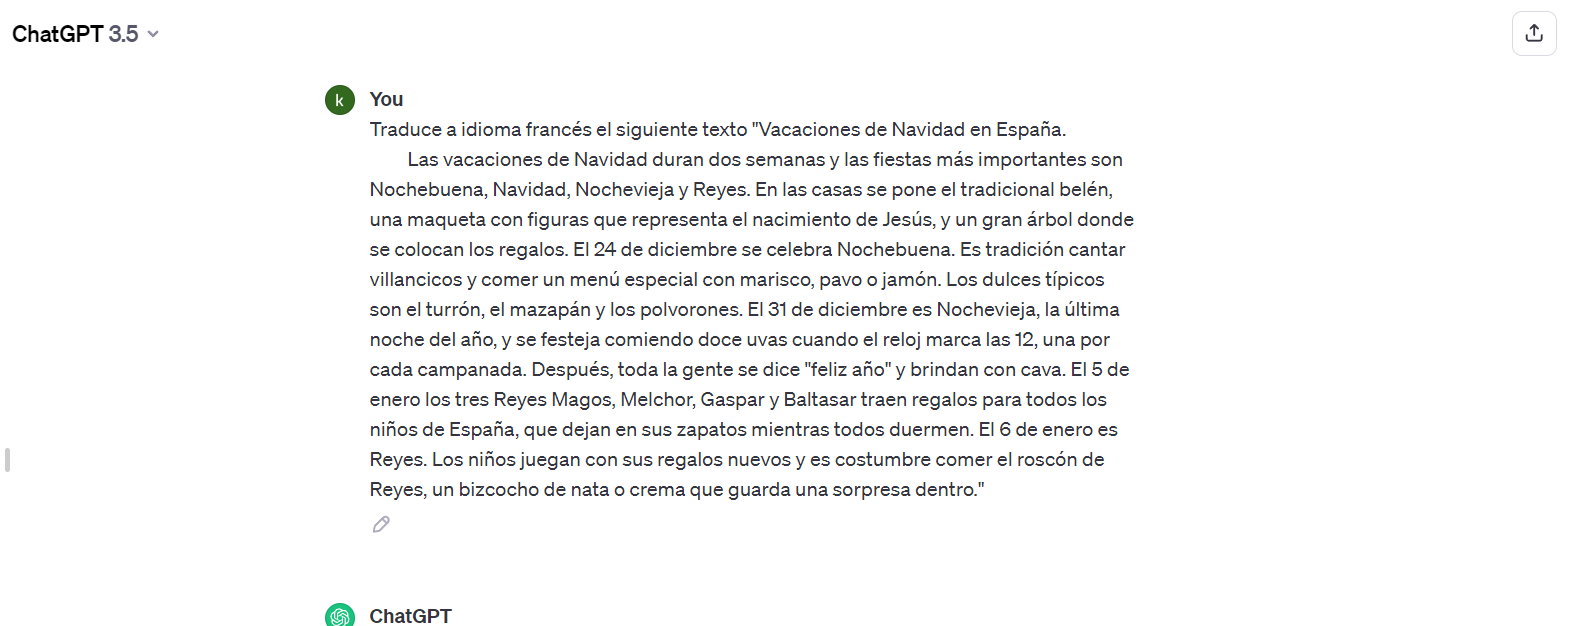 ChatGPT 3.5
k
You
Traduce a idioma francés el siguiente texto "Vacaciones de Navidad en España.
Las vacaciones de Navidad duran dos semanas y las fiestas más importantes son
Nochebuena, Navidad, Nochevieja y Reyes. En las casas se pone el tradicional belén,
una maqueta con figuras que representa el nacimiento de Jesús, y un gran árbol donde
se colocan los regalos. El 24 de diciembre se celebra Nochebuena. Es tradición cantar
villancicos y comer un menú especial con marisco, pavo o jamón. Los dulces típicos
son el turrón, el mazapán y los polvorones. El 31 de diciembre es Nochevieja, la última
noche del año, y se festeja comiendo doce uvas cuando el reloj marca las 12, una por
cada campanada. Después, toda la gente se dice "feliz año" y brindan con cava. El 5 de
enero los tres Reyes Magos, Melchor, Gaspar y Baltasar traen regalos para todos los
niños de España, que dejan en sus zapatos mientras todos duermen. El 6 de enero es
Reyes. Los niños juegan con sus regalos nuevos y es costumbre comer el roscón de
Reyes, un bizcocho de nata o crema que guarda una sorpresa dentro."
ChatGPT